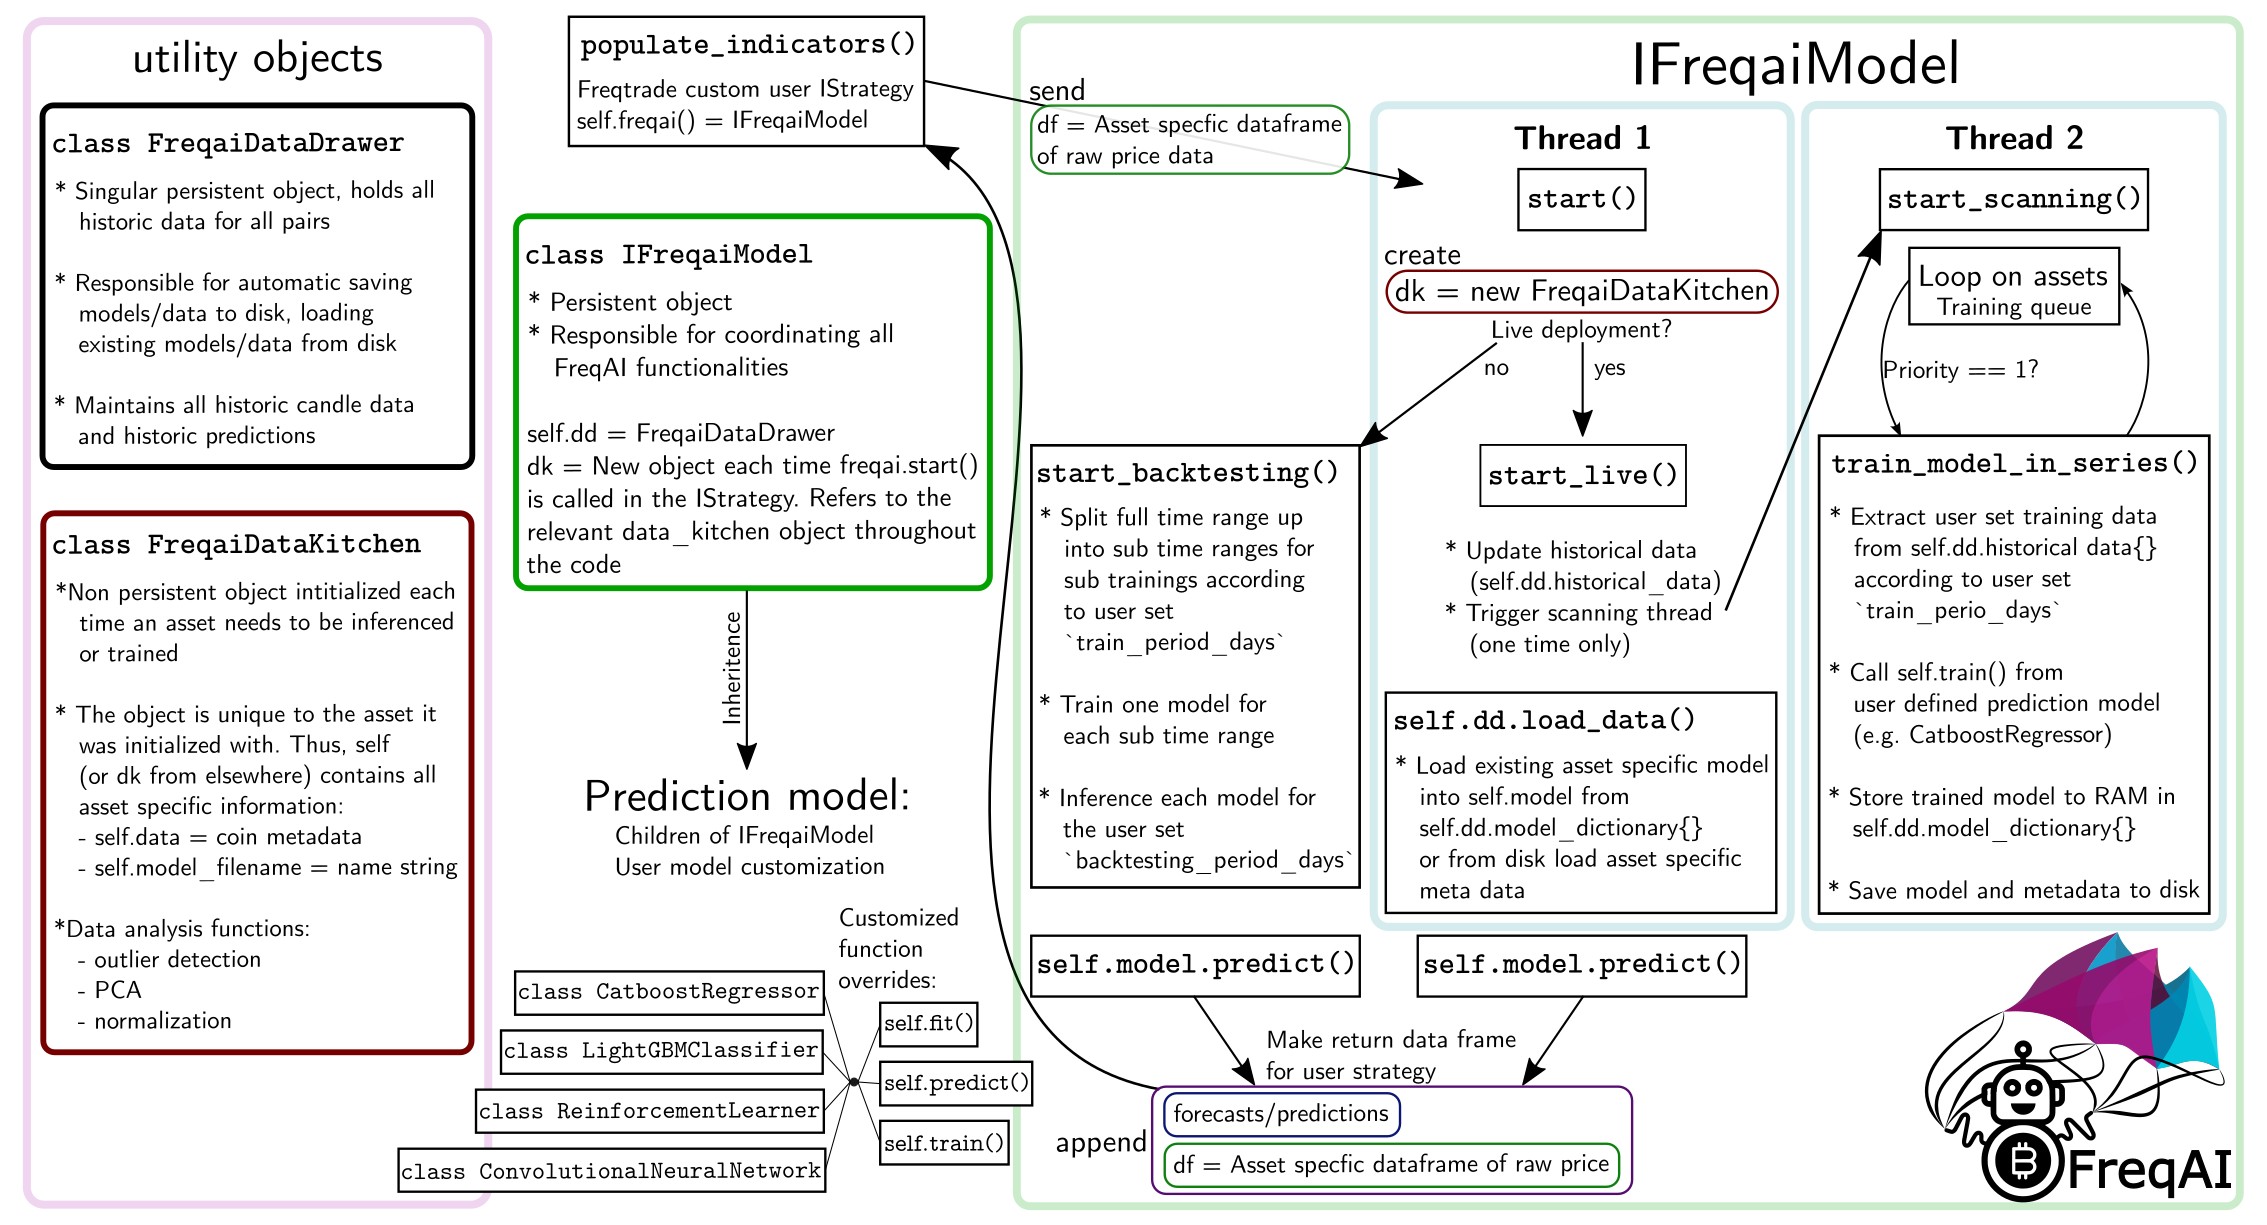 utility objects
class FreqaiDataDrawer
* Singular persistent object, holds all
historic data for all pairs
* Responsible for automatic saving
models/data to disk, loading
existing models/data from disk
* Maintains all historic candle data
and historic predictions
class FreqaiDataKitchen
*Non persistent object intitialized each
time an asset needs to be inferenced
or trained
* The object is unique to the asset it
was initialized with. Thus, self
(or dk from elsewhere) contains all
asset specific information:
- self.data = coin metadata
- self.model_filename = name string
*Data analysis functions:
- outlier detection
- PCA
- normalization
populate_indicators()
Freqtrade custom user IStrategy
self.freqai() = IFreqaiModel
class IFreqaiModel
* Persistent object
* Responsible for coordinating all
FreqAI functionalities
self.dd = FreqaiDataDrawer
dk = New object each time freqai.start()
is called in the IStrategy. Refers to the
relevant data_kitchen object throughout
the code
Inheritence
Prediction model:
Children of IFreqaiModel
User model customization
Customized
function
overrides:
class CatboostRegressor
class LightGBMClassifier
class ReinforcementLearner
class ConvolutionalNeuralNetwork
self.fit()
self.predict()
self.train()
IFreqaiModel
send
df = Asset specfic dataframe
of raw price data
Thread 1
start()
create
dk = new FreqaiDataKitchen
Live deployment?
no
yes
start_backtesting()
* Split full time range up
into sub time ranges for
sub trainings according
to user set
`train_period_days`
* Train one model for
each sub time range
* Inference each model for
the user set
`backtesting_period_days`
start_live()
* Update historical data
(self.dd.historical_data)
* Trigger scanning thread
(one time only)
self.dd.load_data()
* Load existing asset specific model
into self.model from
self.dd.model_dictionary{}
or from disk load asset specific
meta data
Thread 2
start_scanning()
Loop on assets
Training queue
Priority == 1?
train_model_in_series()
* Extract user set training data
from self.dd.historical data{}
according to user set
`train_perio_days`
* Call self.train() from
user defined prediction model
(e.g. CatboostRegressor)
* Store trained model to RAM in
self.dd.model_dictionary{}
* Save model and metadata to disk
self.model.predict()
self.model.predict()
Make return data frame
for user strategy
append
forecasts/predictions
df = Asset specfic dataframe of raw price
FreqAI